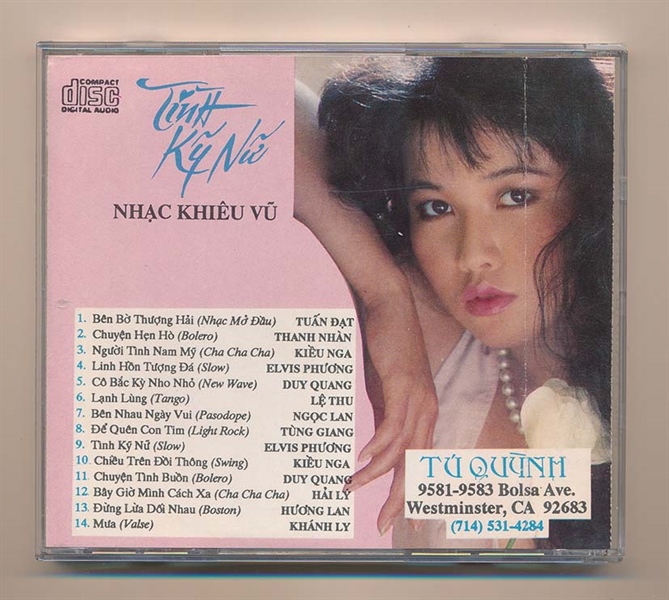 COMPACT
disc
DIGITAL AUDIO
Tình
Kỹ Nữ
NHẠC KHIÊU VŨ
1. Bên Bờ Thượng Hải (Nhạc Mở Đầu) TUẤN ĐẠT
2. Chuyện Hẹn Hò (Bolero) THANH NHÀN
3. Người Tình Nam Mỹ (Cha Cha Cha) KIỀU NGA
4. Linh Hồn Tượng Đá (Slow) ELVIS PHƯƠNG
5. Cô Bắc Kỳ Nho Nhỏ (New Wave) DUY QUANG
6. Lạnh Lùng (Tango) LỆ THU
7. Bên Nhau Ngày Vui (Pasodope) NGỌC LAN
8. Để Quên Con Tim (Light Rock) TÙNG GIANG
9. Tình Kỹ Nữ (Slow) ELVIS PHƯƠNG
10. Chiều Trên Đồi Thông (Swing) KIỀU NGA
11. Chuyện Tình Buồn (Bolero) DUY QUANG
12. Bây Giờ Mình Cách Xa (Cha Cha Cha) HẢI LÝ
13. Đừng Lừa Dối Nhau (Boston) HƯƠNG LAN
14. Mưa (Valse) KHÁNH LY
TÚ QUỲNH
9581-9583 Bolsa Ave.
Westminster, CA 92683
(714) 531-4284